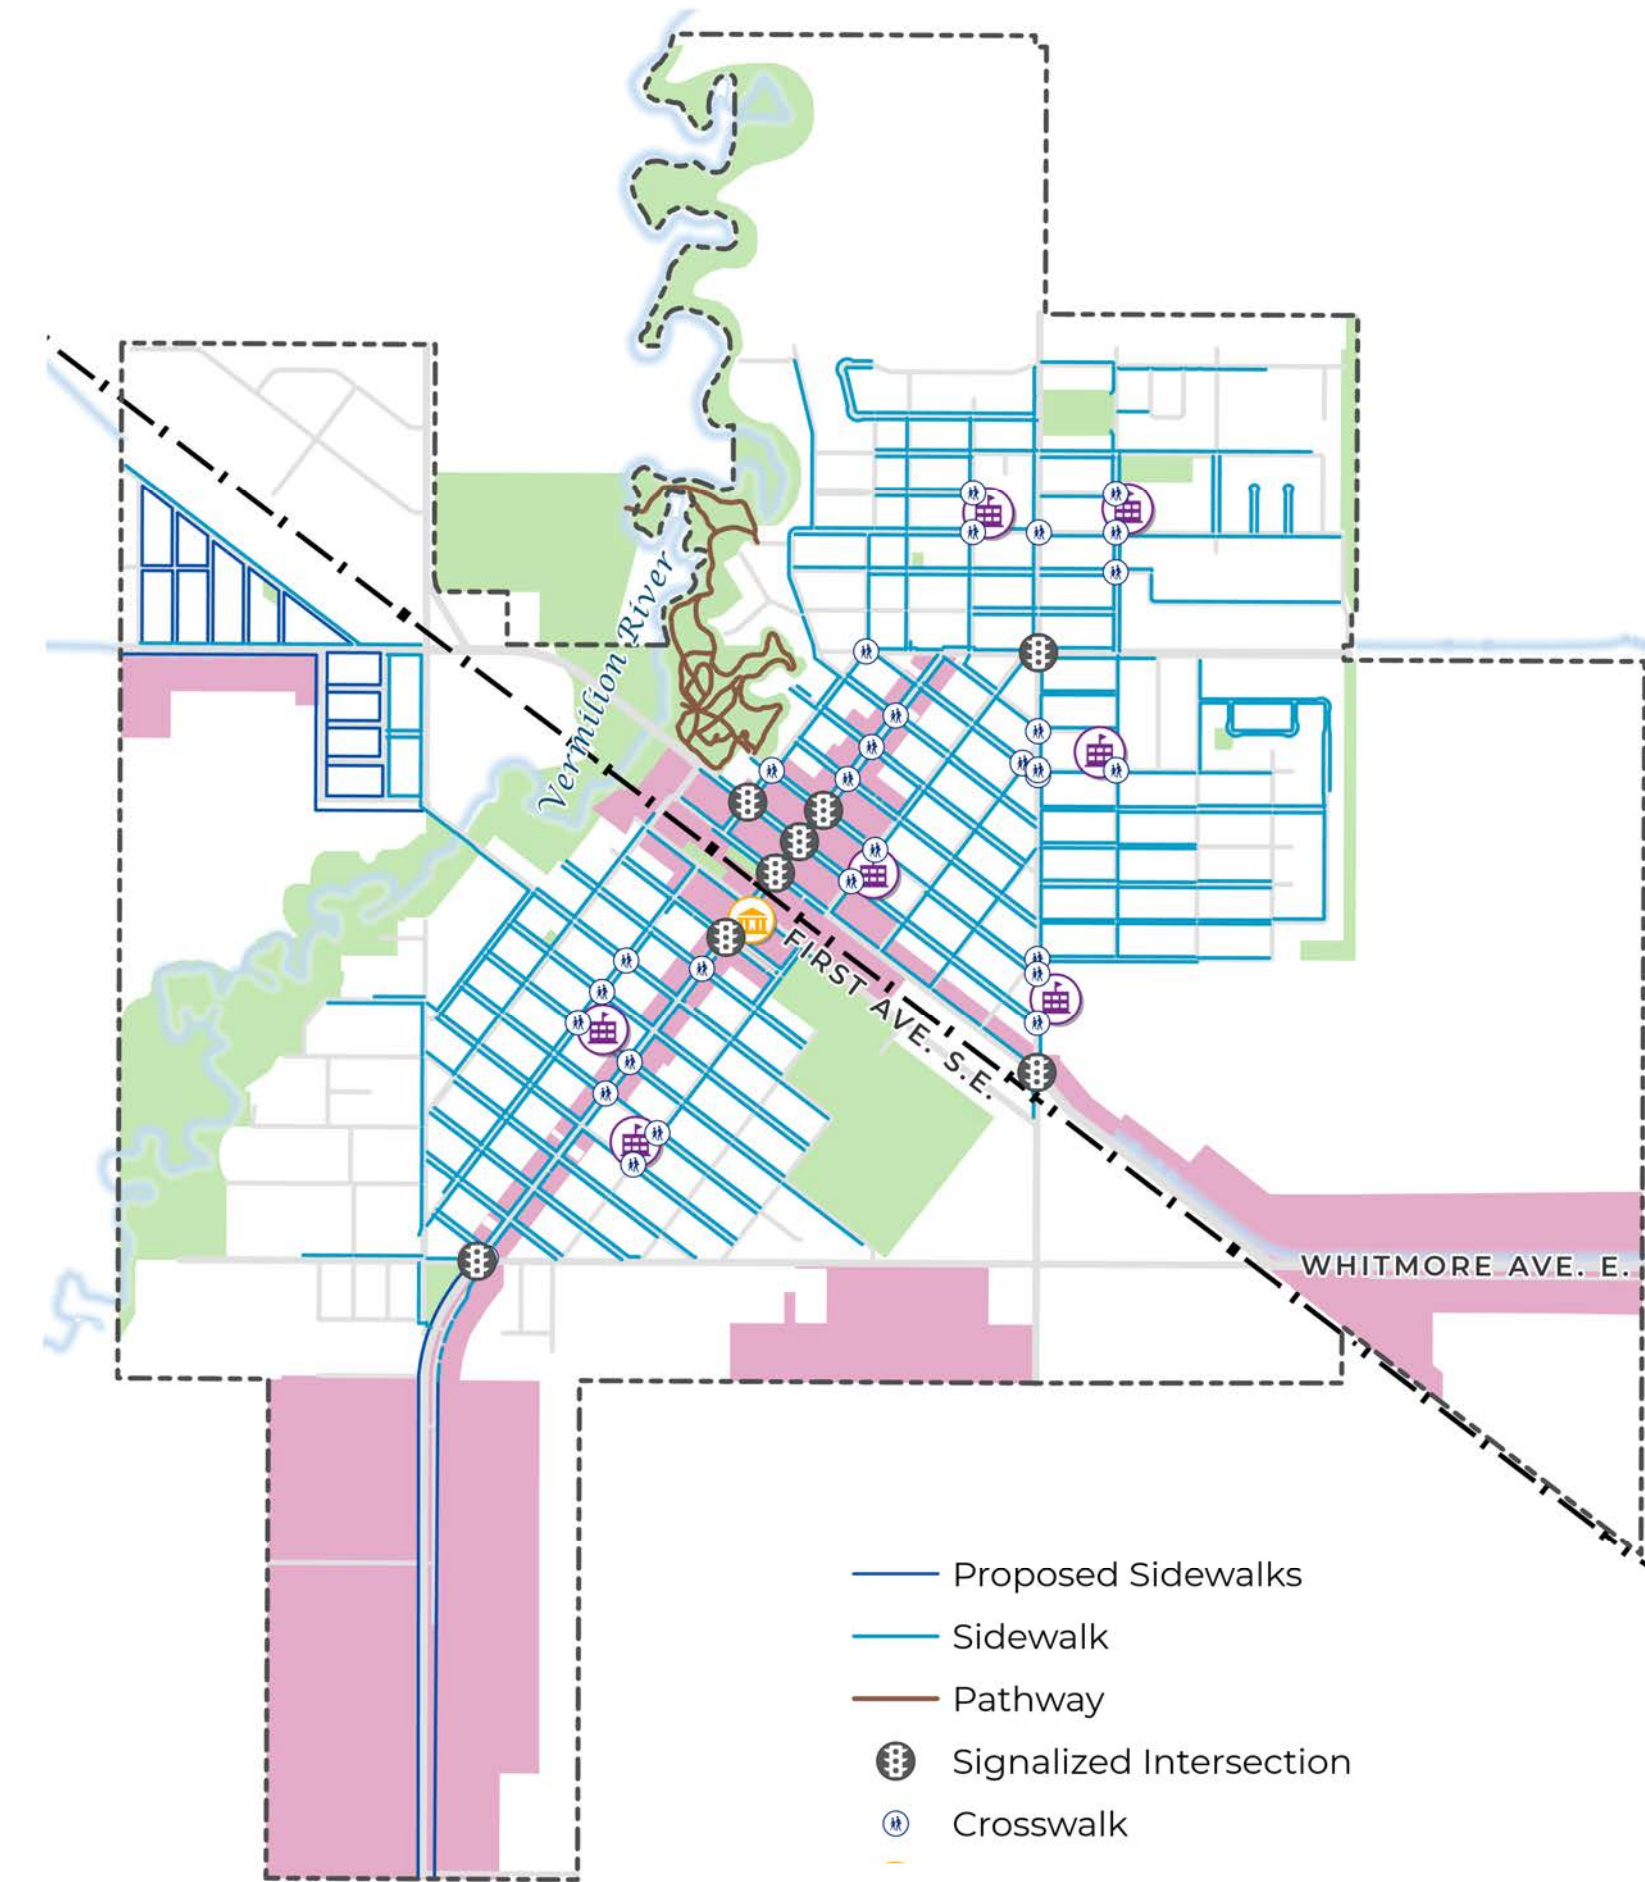 Vermilion River
FIRST AVE. S.E.
WHITMORE AVE. E.
Proposed Sidewalks
Sidewalk
Pathway
Signalized Intersection
Crosswalk